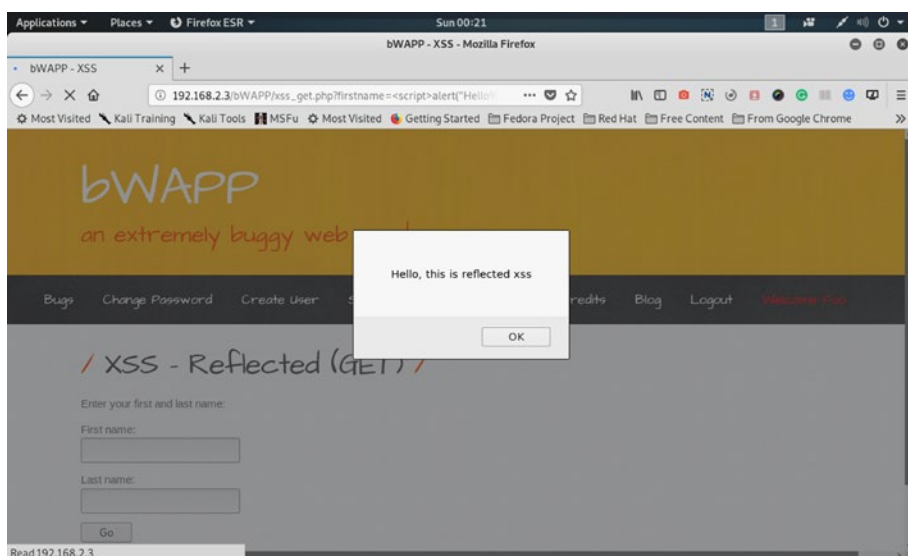 Applications Places Firefox ESR Sun 00:21 1
bWAPP - XSS - Mozilla Firefox
bWAPP - XSS
192.168.2.3/bWAPP/xss_get.php?firstname=<script>alert("Hello
Most Visited Kali Training Kali Tools MSFu Most Visited Getting Started Fedora Project Red Hat Free Content From Google Chrome
bWAPP
an extremely buggy web
Hello, this is reflected xss
OK
Bugs Change Password Create User redits Blog Logout Welcome Foo
/ XSS - Reflected (GET) /
Enter your first and last name:
First name:
Last name:
Go
Read 192.168.2.3